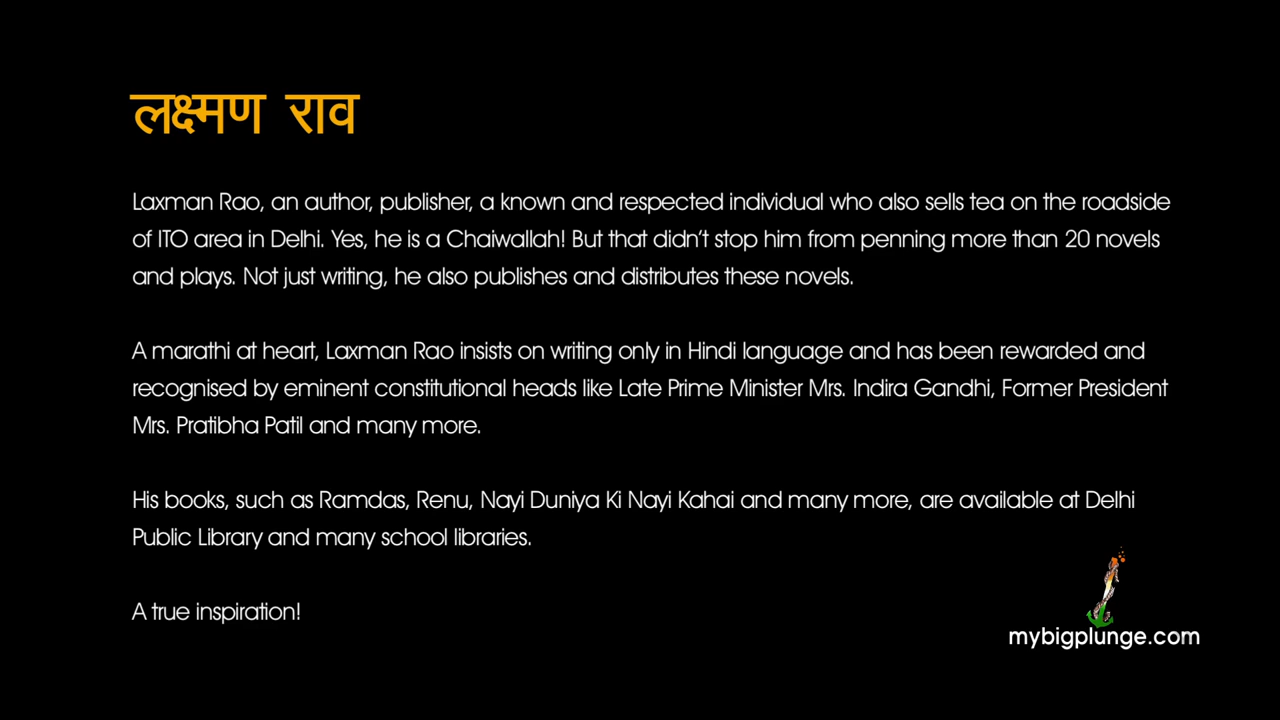 लक्ष्मण राव
Laxman Rao, an author, publisher, a known and respected individual who also sells tea on the roadside
of ITO area in Delhi. Yes, he is a Chaiwallah! But that didn't stop him from penning more than 20 novels
and plays. Not just writing, he also publishes and distributes these novels.
A marathi at heart, Laxman Rao insists on writing only in Hindi language and has been rewarded and
recognised by eminent constitutional heads like Late Prime Minister Mrs. Indira Gandhi, Former President
Mrs. Pratibha Patil and many more.
His books, such as Ramdas, Renu, Nayi Duniya Ki Nayi Kahai and many more, are available at Delhi
Public Library and many school libraries.
A true inspiration!
mybigplunge.com